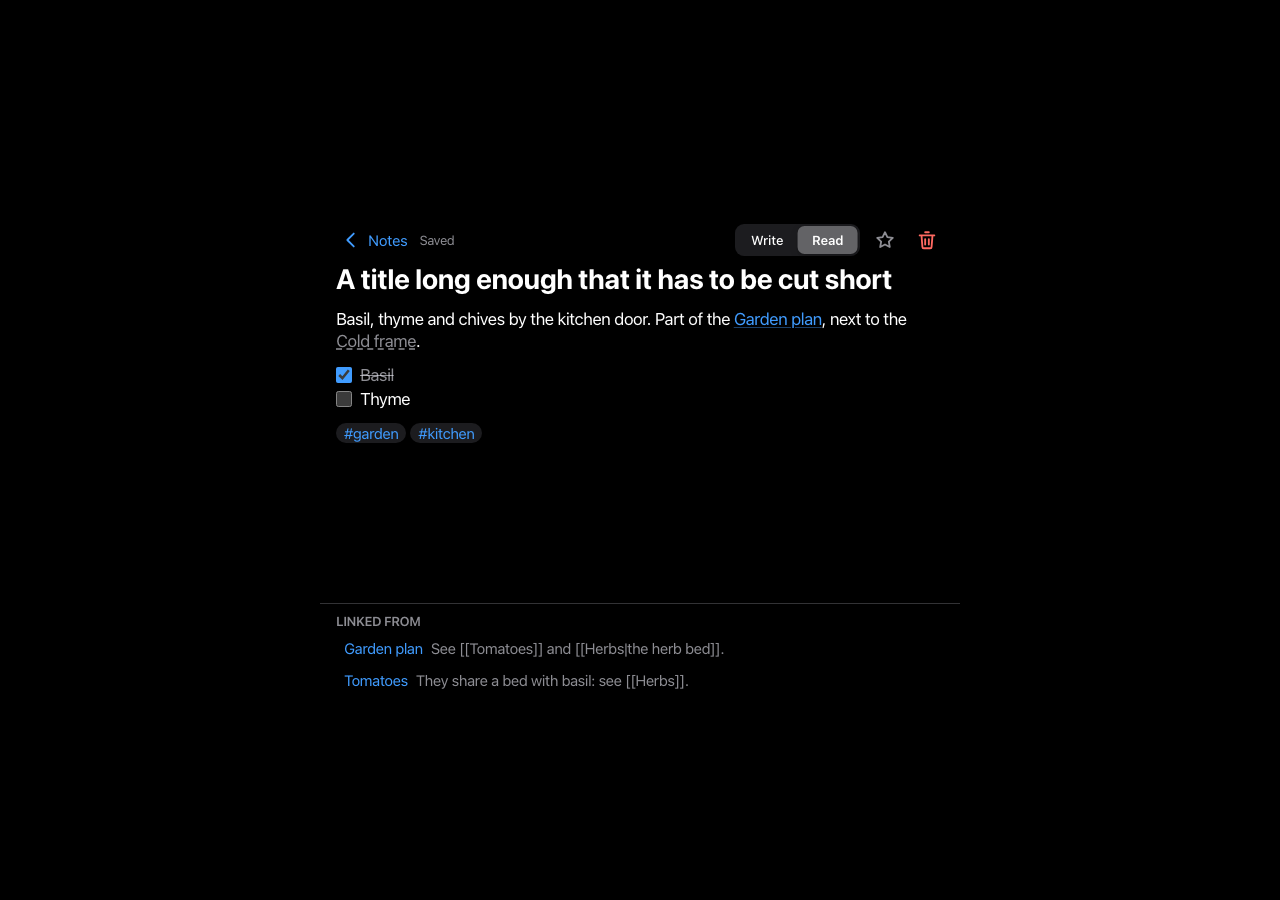 Notes Saved Write Read
A title long enough that it has to be cut short
Basil, thyme and chives by the kitchen door. Part of the Garden plan, next to the
Cold frame.
Basil
Thyme
#garden #kitchen
LINKED FROM
Garden plan See [[Tomatoes]] and [[Herbs|the herb bed]].
Tomatoes They share a bed with basil: see [[Herbs]].